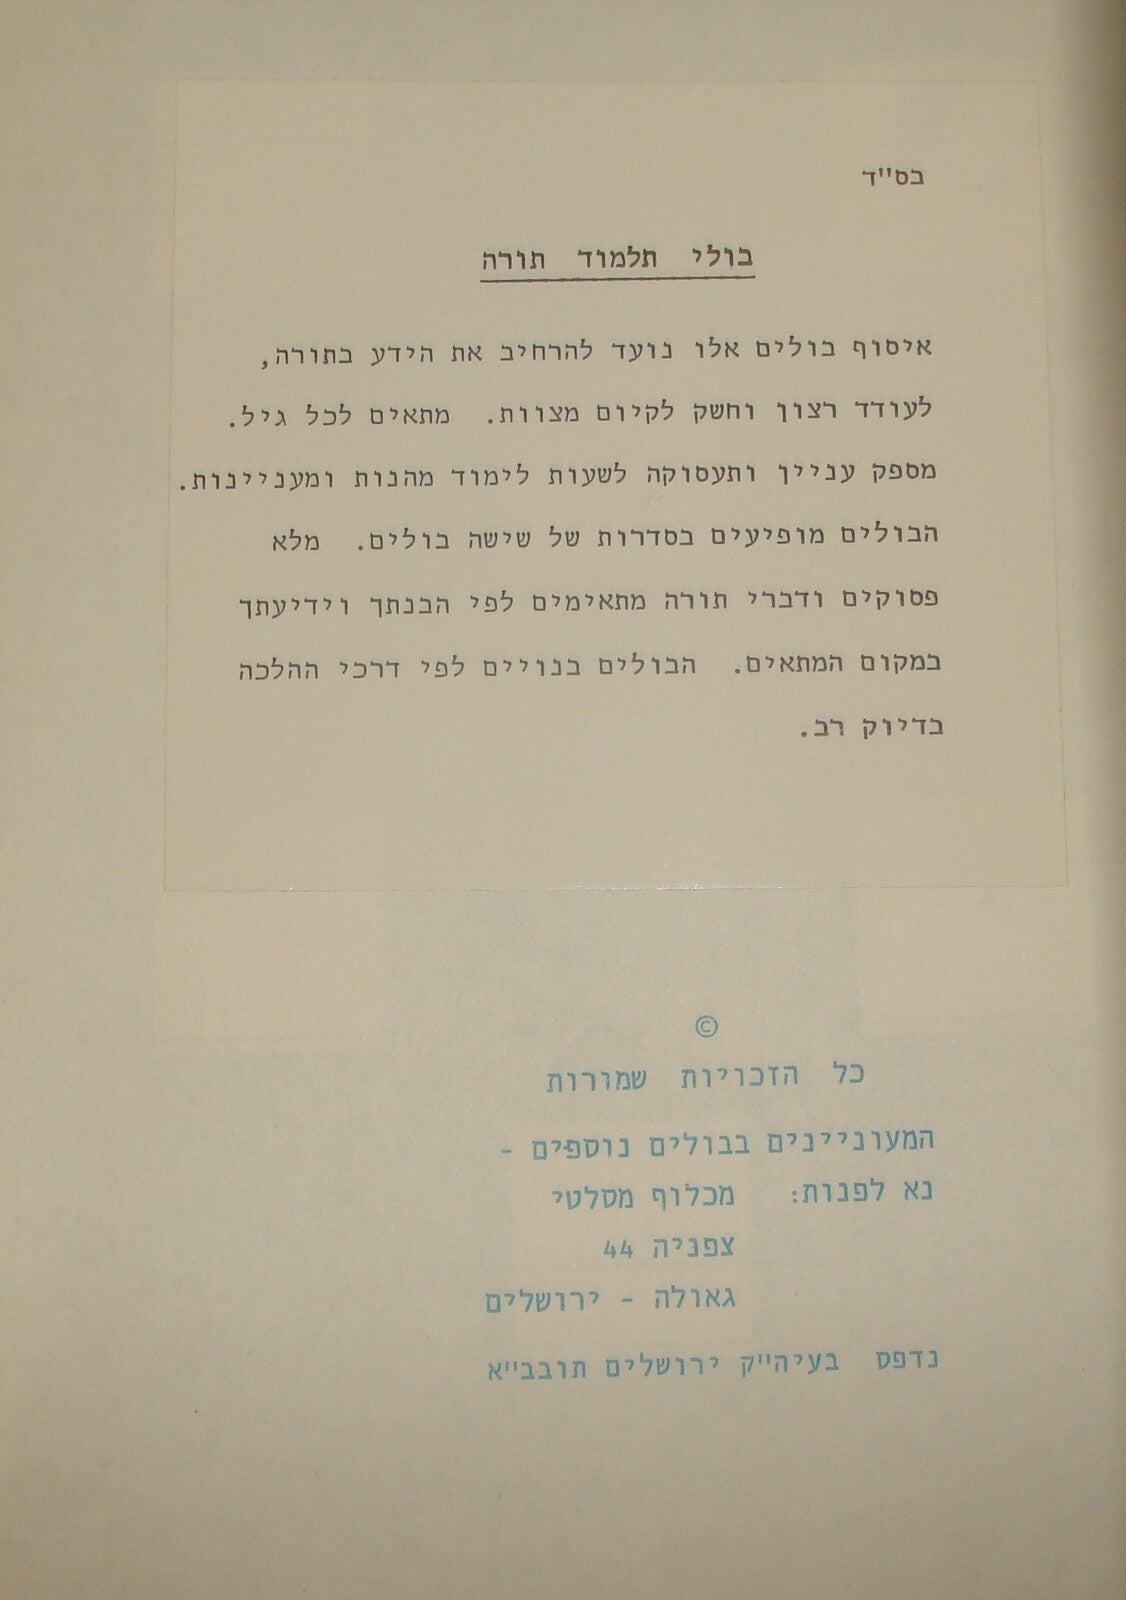 בס"ד
בולי תלמוד תורה
איסוף בולים אלו נועד להרחיב את הידע בתורה,
לעודד רצון וחשק לקיום מצוות. מתאים לכל גיל.
מספק עניין ותעסוקה לשעות לימוד מהנות ומעניינות.
הבולים מופיעים בסדרות של שישה בולים. מלא
פסוקים ודברי תורה מתאימים לפי הבנתך וידיעתך
במקום המתאים. הבולים בנויים לפי דרכי ההלכה
בדיוק רב.
©
כל הזכויות שמורות
המעוניינים בבולים נוספים -
נא לפנות: מכלוף מסלטי
צפניה 44
גאולה - ירושלים
נדפס בעיה"ק ירושלים תובב"א